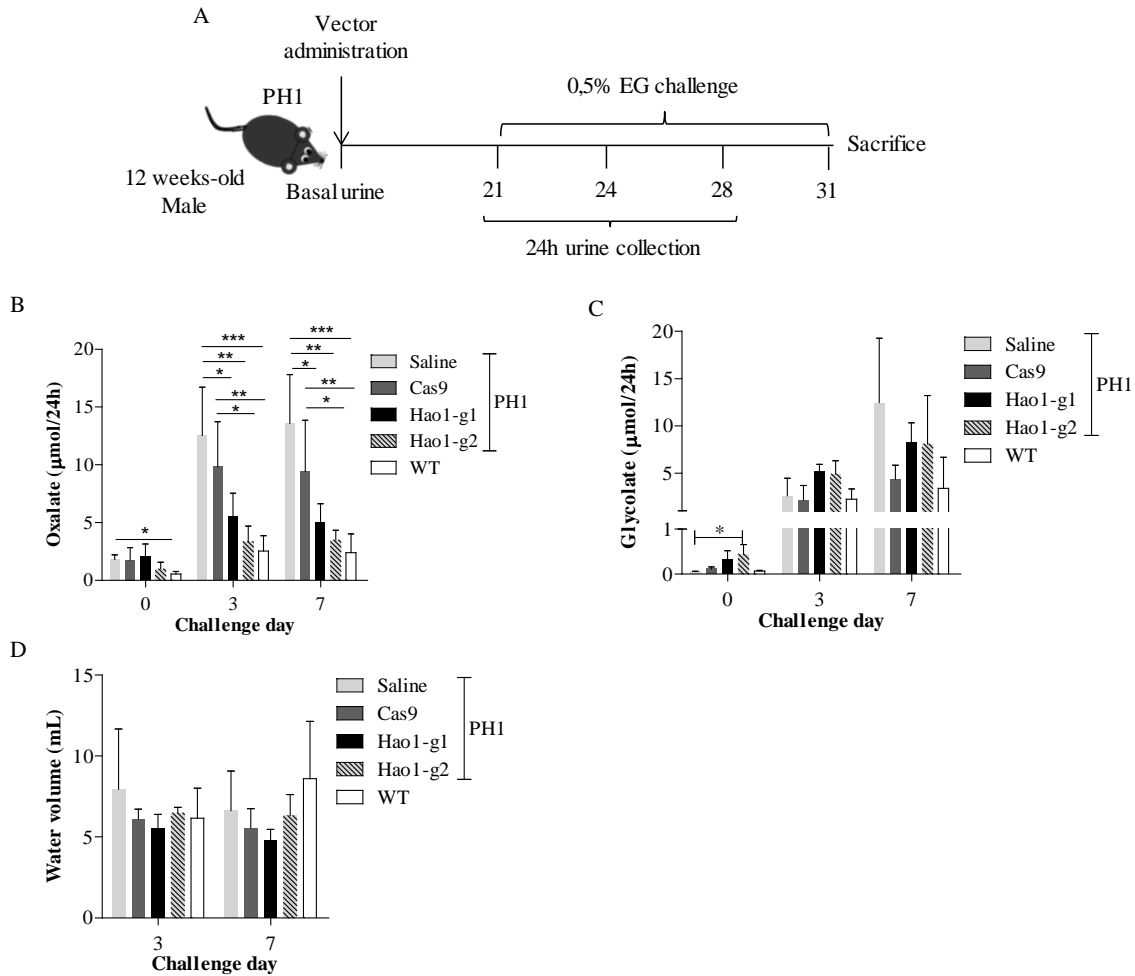 A
Vector
administration
PH1
0,5% EG challenge
Sacrifice
12 weeks-old
Male
Basal urine
21
24
28
31
24h urine collection
B
Oxalate (µmol/24h)
20
15
10
5
0
*
***
**
*
**
*
***
**
*
**
*
0
3
7
Challenge day
Saline
Cas9
Hao1-g1
Hao1-g2
WT
PH1
C
Glycolate (µmol/24h)
20
15
10
5
1
0
*
0
3
7
Challenge day
Saline
Cas9
Hao1-g1
Hao1-g2
WT
PH1
D
Water volume (mL)
15
10
5
0
3
7
Challenge day
Saline
Cas9
Hao1-g1
Hao1-g2
WT
PH1